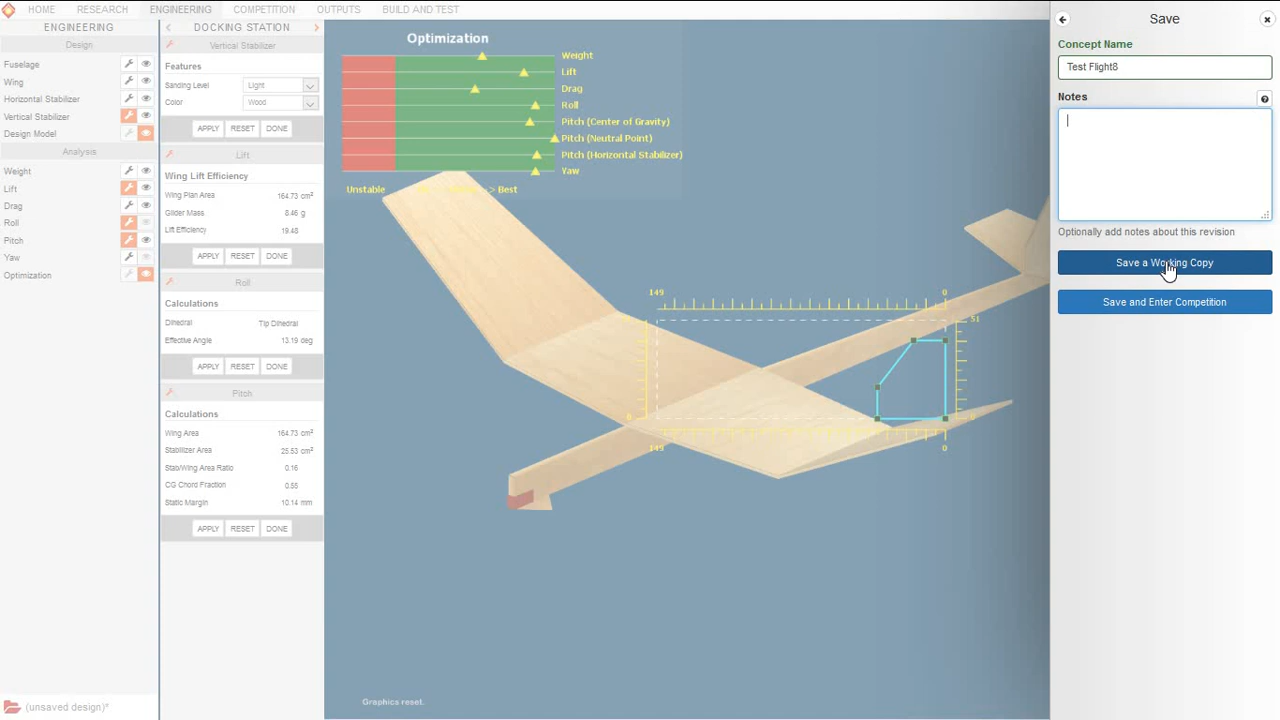 HOME RESEARCH ENGINEERING COMPETITION OUTPUTS BUILD AND TEST
ENGINEERING
Design
Fuselage
Wing
Horizontal Stabilizer
Vertical Stabilizer
Design Model
Analysis
Weight
Lift
Drag
Roll
Pitch
Yaw
Optimization
(unsaved design)*
DOCKING STATION
Vertical Stabilizer
Features
Sanding Level Light
Color Wood
APPLY RESET DONE
Lift
Wing Lift Efficiency
Wing Plan Area 164.73 cm²
Glider Mass 8.46 g
Lift Efficiency 19.48
APPLY RESET DONE
Roll
Calculations
Dihedral Tip Dihedral
Effective Angle 13.19 deg
APPLY RESET DONE
Pitch
Calculations
Wing Area 164.73 cm²
Stabilizer Area 25.53 cm²
Stab/Wing Area Ratio 0.16
CG Chord Fraction 0.55
Static Margin 10.14 mm
APPLY RESET DONE
Optimization
Weight
Lift
Drag
Roll
Pitch (Center of Gravity)
Pitch (Neutral Point)
Pitch (Horizontal Stabilizer)
Yaw
Unstable > Best
149 0
51
0 0
149 0
Graphics reset.
Save
Concept Name
Test Flight8
Notes
Optionally add notes about this revision
Save a Working Copy
Save and Enter Competition